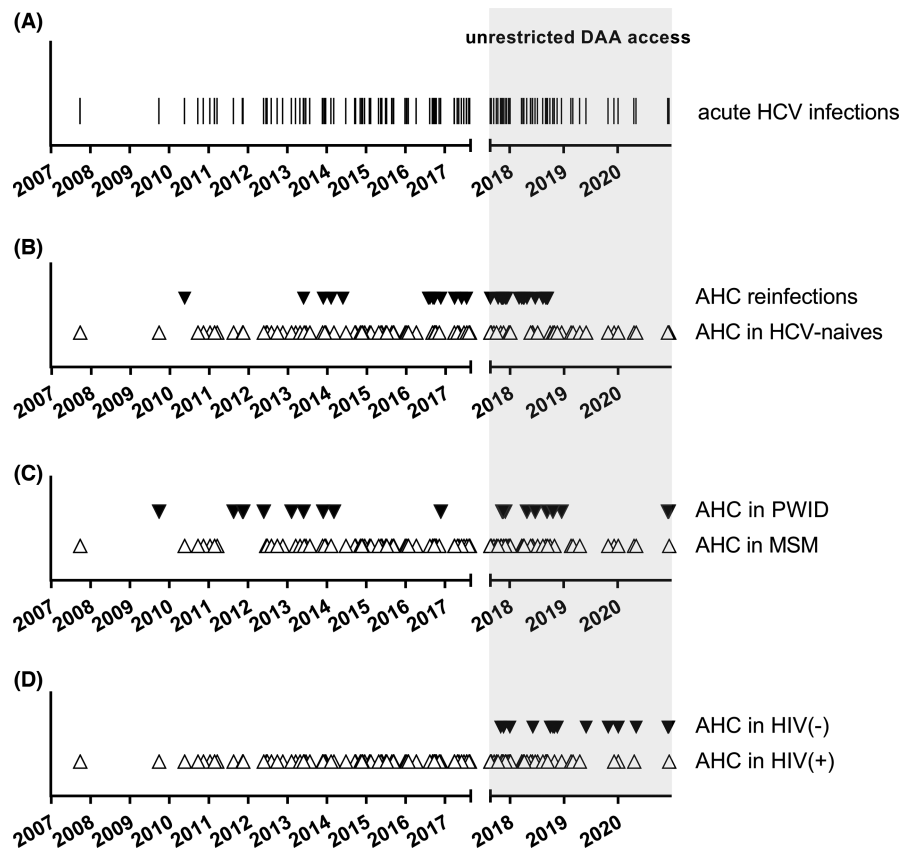 (A)
unrestricted DAA access
acute HCV infections
2007 2008 2009 2010 2011 2012 2013 2014 2015 2016 2017 2018 2019 2020
(B)
AHC reinfections
AHC in HCV-naives
2007 2008 2009 2010 2011 2012 2013 2014 2015 2016 2017 2018 2019 2020
(C)
AHC in PWID
AHC in MSM
2007 2008 2009 2010 2011 2012 2013 2014 2015 2016 2017 2018 2019 2020
(D)
AHC in HIV(-)
AHC in HIV(+)
2007 2008 2009 2010 2011 2012 2013 2014 2015 2016 2017 2018 2019 2020